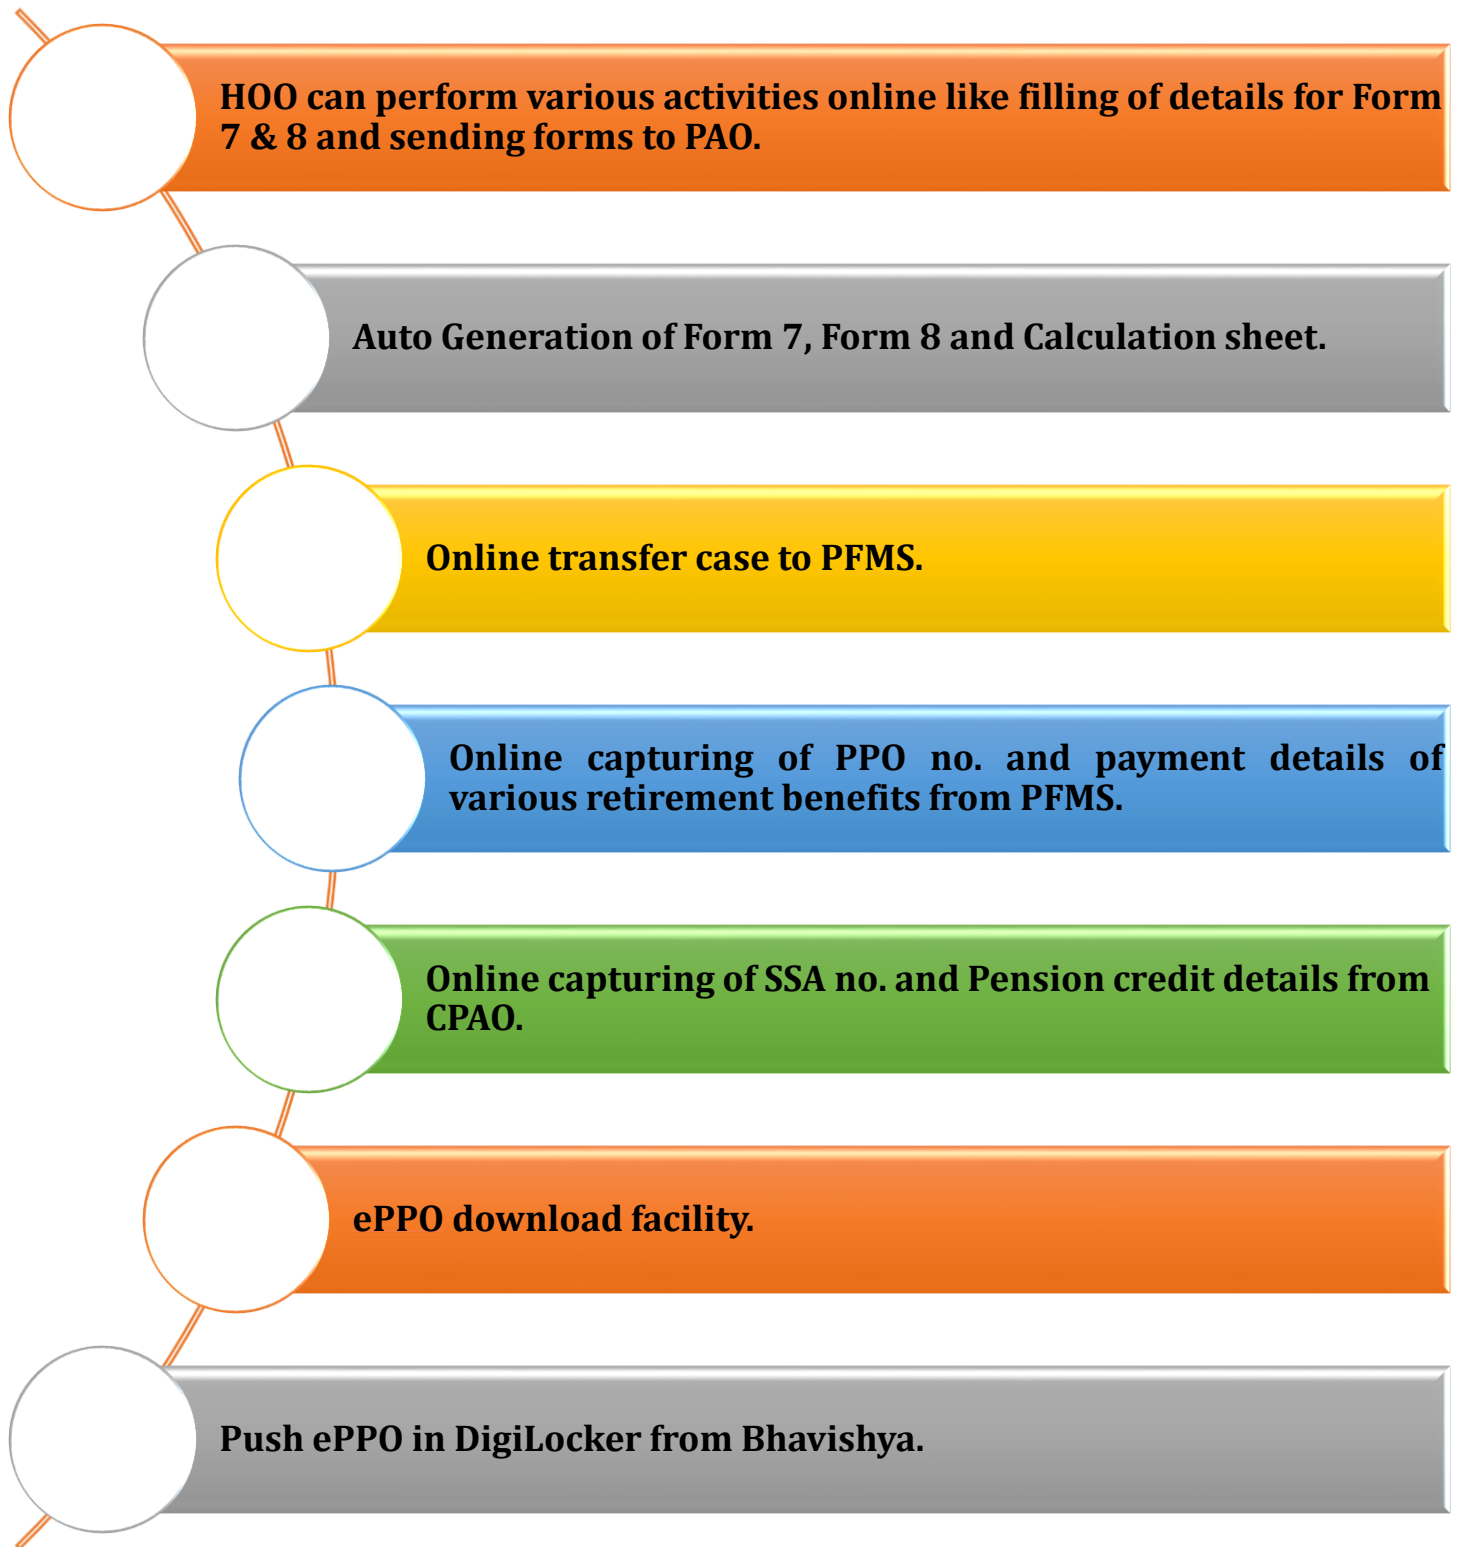 HOO can perform various activities online like filling of details for Form
7 & 8 and sending forms to PAO.
Auto Generation of Form 7, Form 8 and Calculation sheet.
Online transfer case to PFMS.
Online capturing of PPO no. and payment details of
various retirement benefits from PFMS.
Online capturing of SSA no. and Pension credit details from
CPAO.
ePPO download facility.
Push ePPO in DigiLocker from Bhavishya.